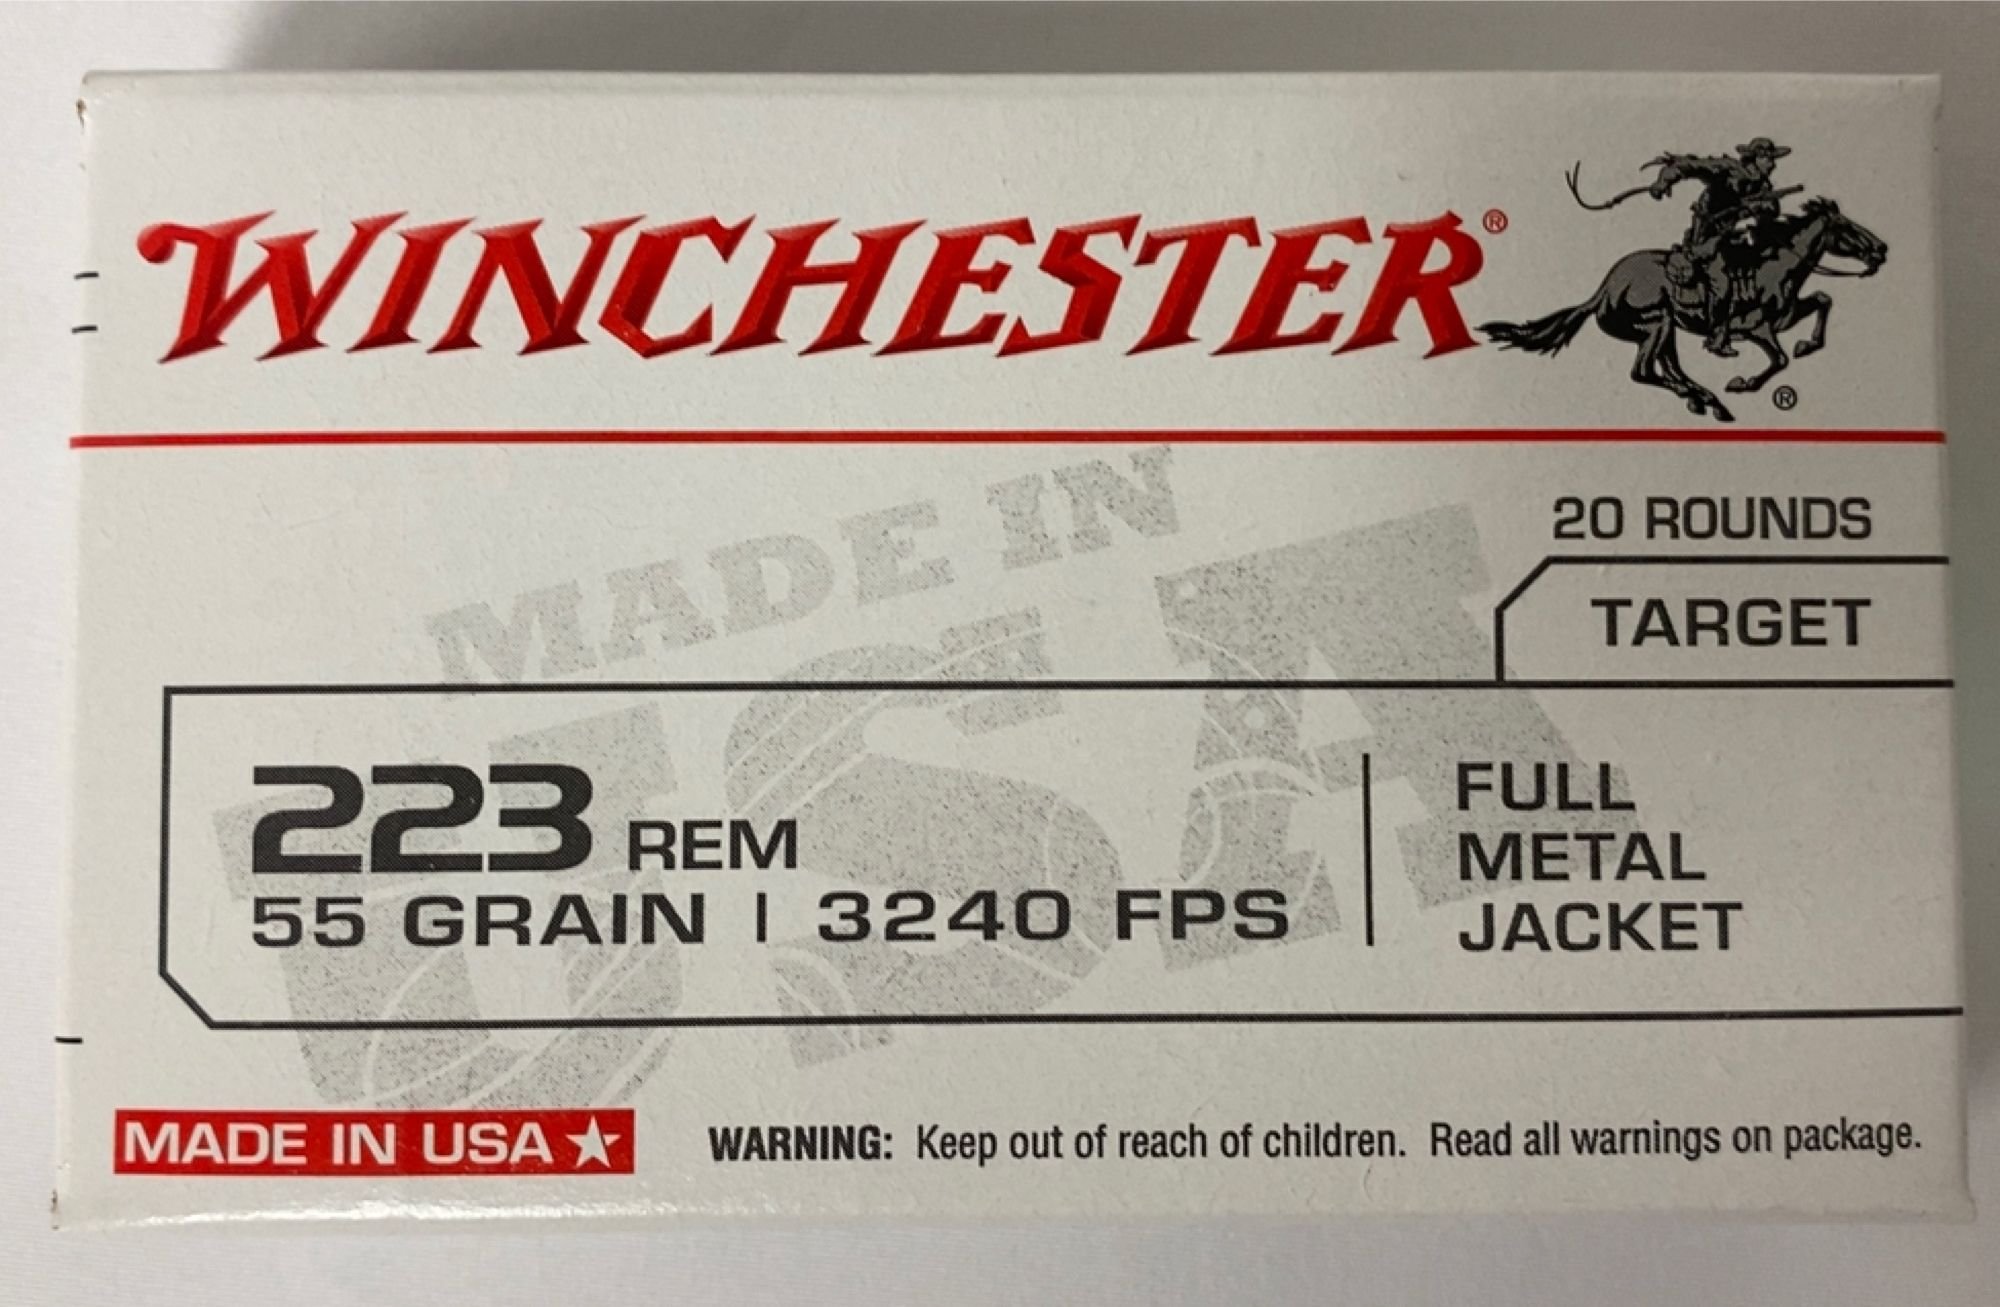 WINCHESTER®
®
20 ROUNDS
TARGET
MADE IN
USA
223 REM
55 GRAIN | 3240 FPS
FULL
METAL
JACKET
MADE IN USA
WARNING: Keep out of reach of children. Read all warnings on package.